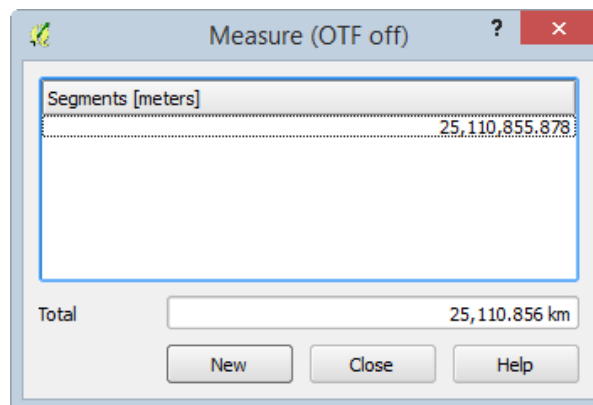 Measure (OTF off) ? ×
Segments [meters]
25,110,855.878
Total 25,110.856 km
New Close Help